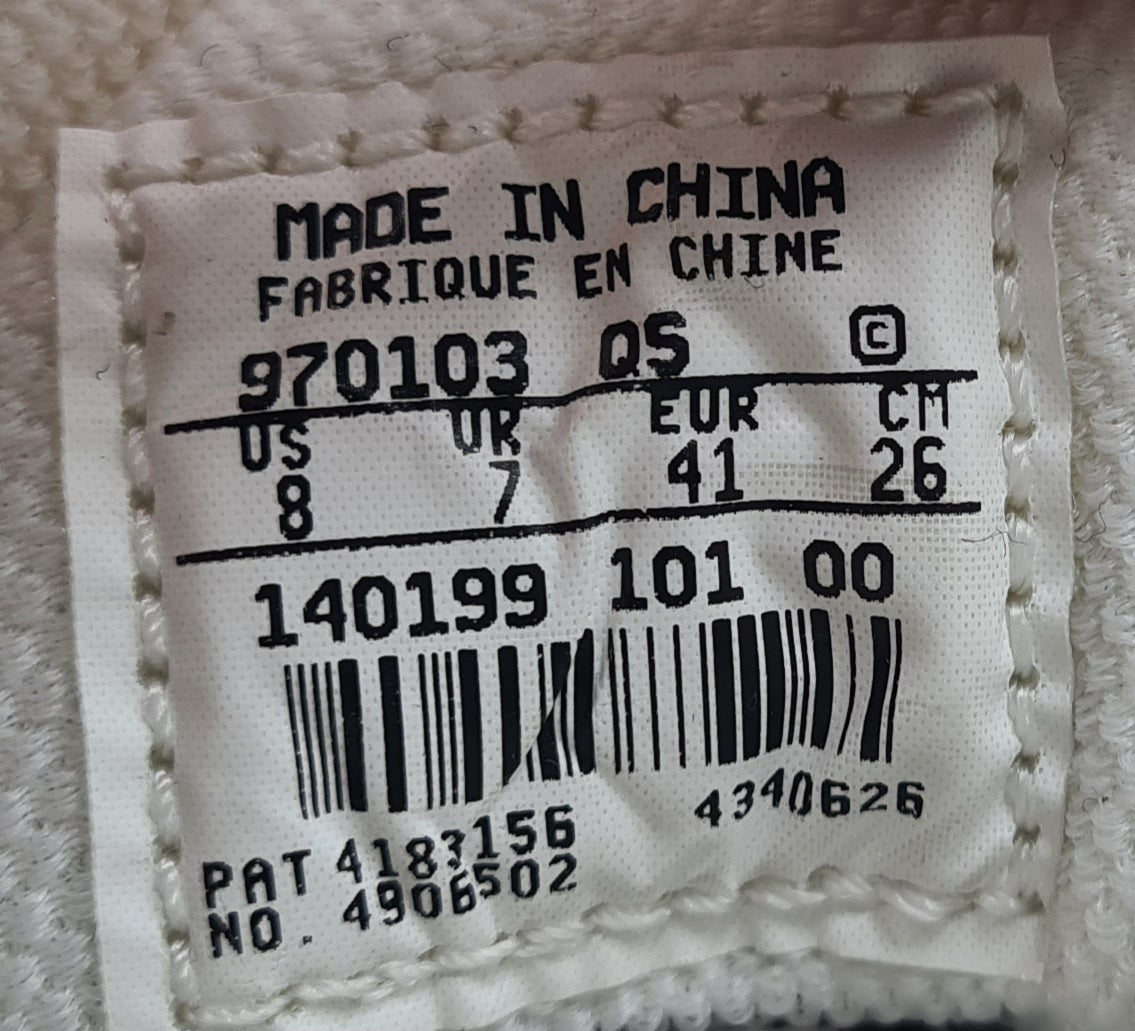 MADE IN CHINA
FABRIQUE EN CHINE
970103 QS ©
US UK EUR CM
8 7 41 26
140199 101 00
4340626
PAT 4183156
NO. 4906502